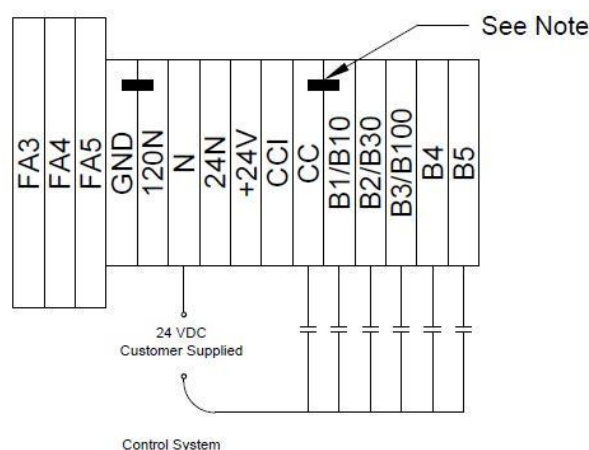 See Note
FA3
FA4
FA5
GND
120N
N
24N
+24V
CCI
CC
B1/B10
B2/B30
B3/B100
B4
B5
24 VDC
Customer Supplied
Control System